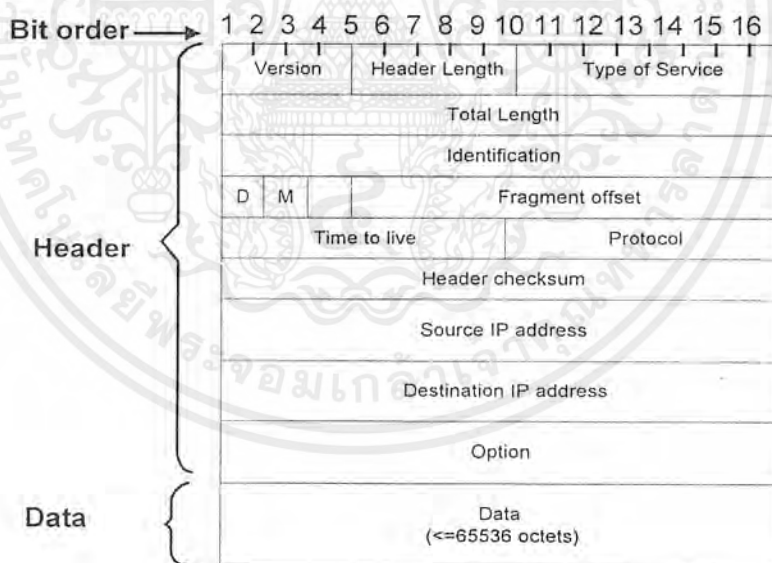 Bit order 1 2 3 4 5 6 7 8 9 10 11 12 13 14 15 16
Version Header Length Type of Service
Total Length
Identification
D M Fragment offset
Time to live Protocol
Header
Header checksum
Source IP address
Destination IP address
Option
Data
Data
(<=65536 octets)